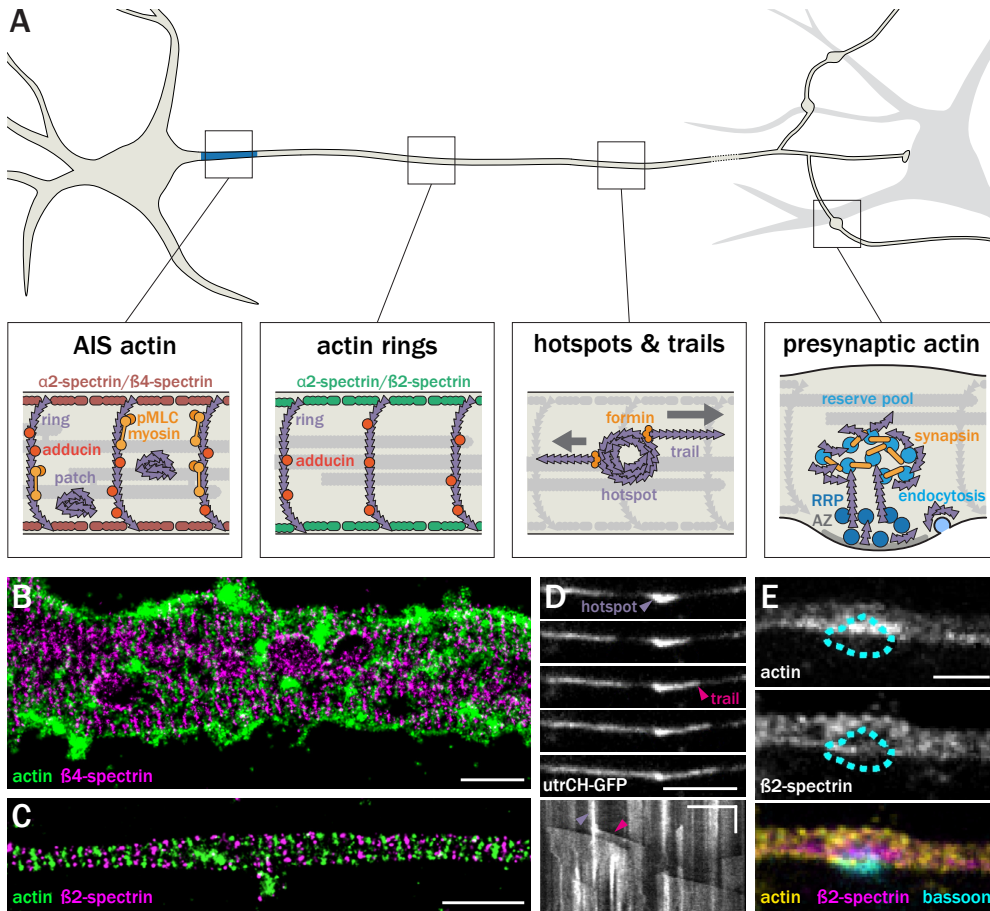 A
AIS actin
α2-spectrin/ß4-spectrin
ring
pMLC
myosin
adducin
patch
actin rings
α2-spectrin/ß2-spectrin
ring
adducin
hotspots & trails
formin
trail
hotspot
presynaptic actin
reserve pool
synapsin
RRP
endocytosis
AZ
B
actin ß4-spectrin
C
actin ß2-spectrin
D
hotspot
trail
utrCH-GFP
E
actin
ß2-spectrin
actin ß2-spectrin bassoon